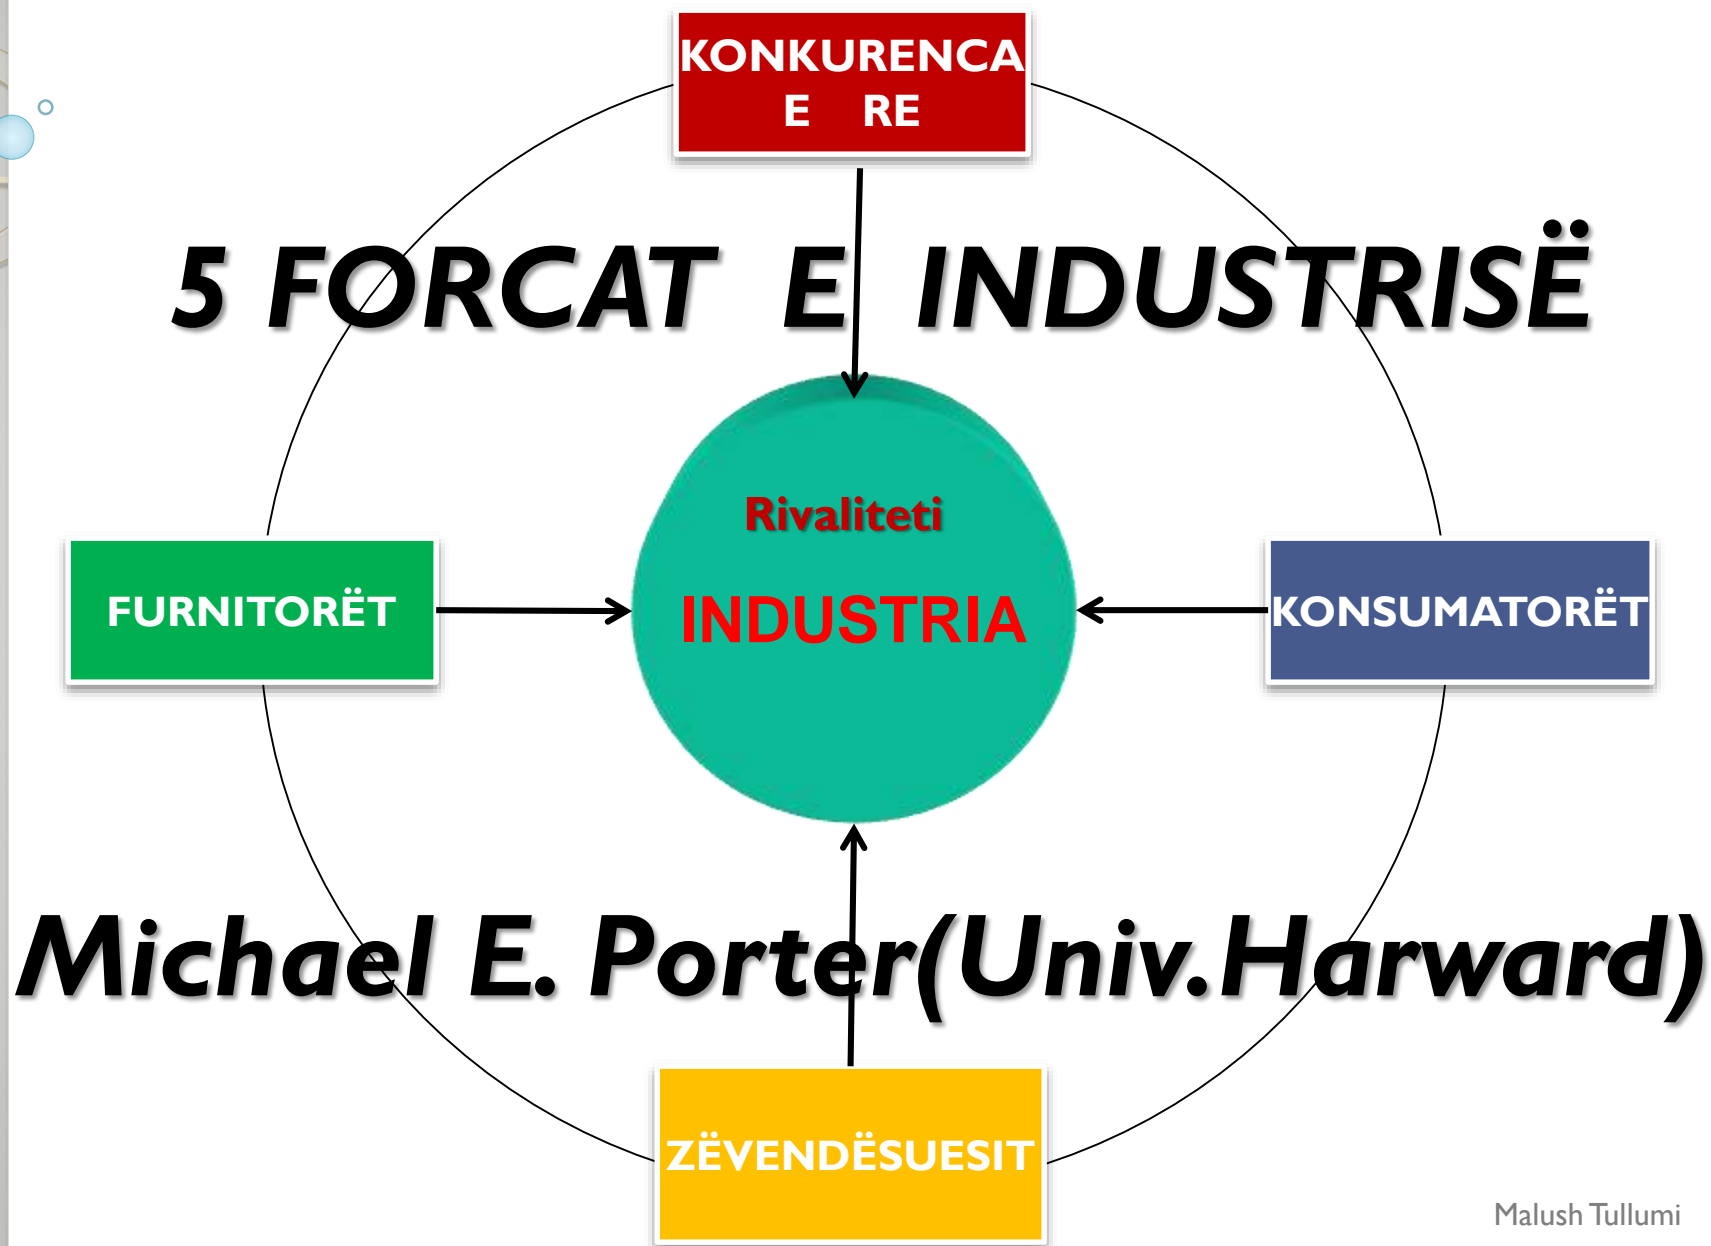 KONKURENCA
E RE
5 FORCAT E INDUSTRISË
Rivaliteti
INDUSTRIA
FURNITORËT
KONSUMATORËT
Michael E. Porter(Univ.Harward)
ZËVENDËSUESIT
Malush Tullumi